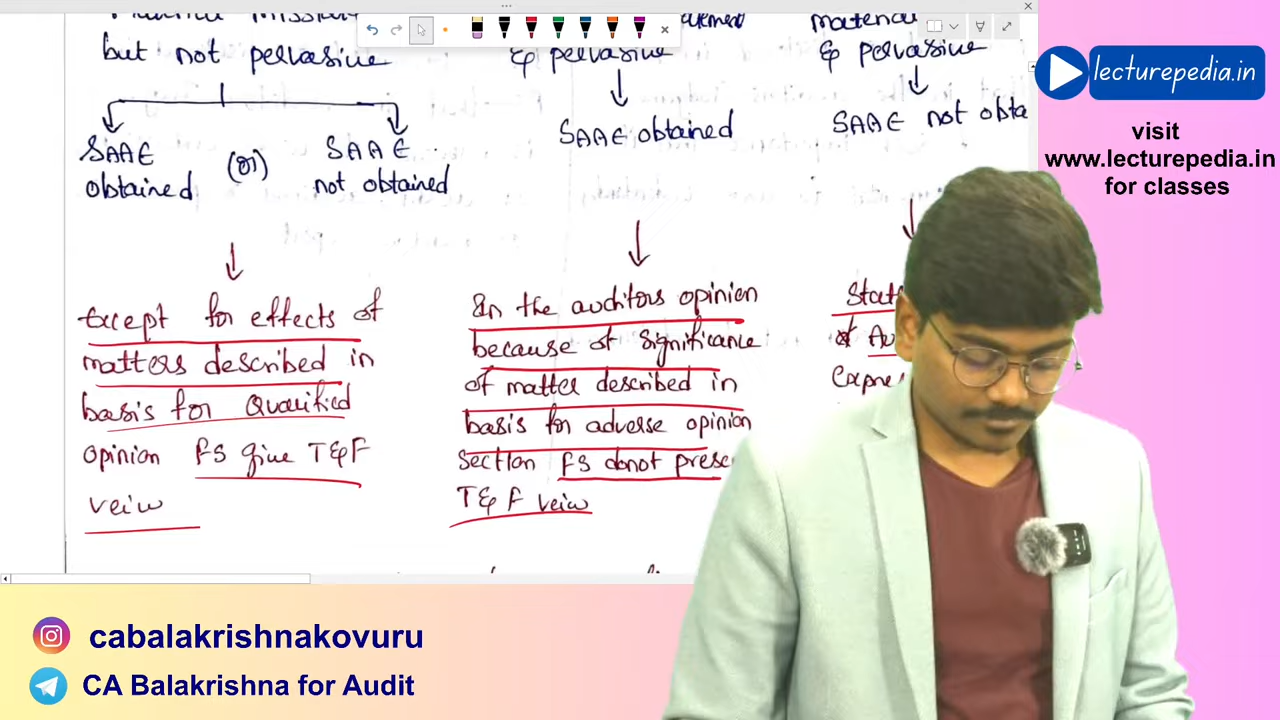 but not pervasive
SAAE obtained
(or)
SAAE not obtained
& pervasive
SAAE obtained
& pervasive
SAAE not
Except for effects of
matters described in
basis for Qualified
opinion FS give T&F
veiw
In the auditors opinion
because of significance
of matter described in
basis for adverse opinion
section FS donot
T&F veiw
lecturepedia.in
visit
www.lecturepedia.in
for classes
cabalakrishnakovuru
CA Balakrishna for Audit